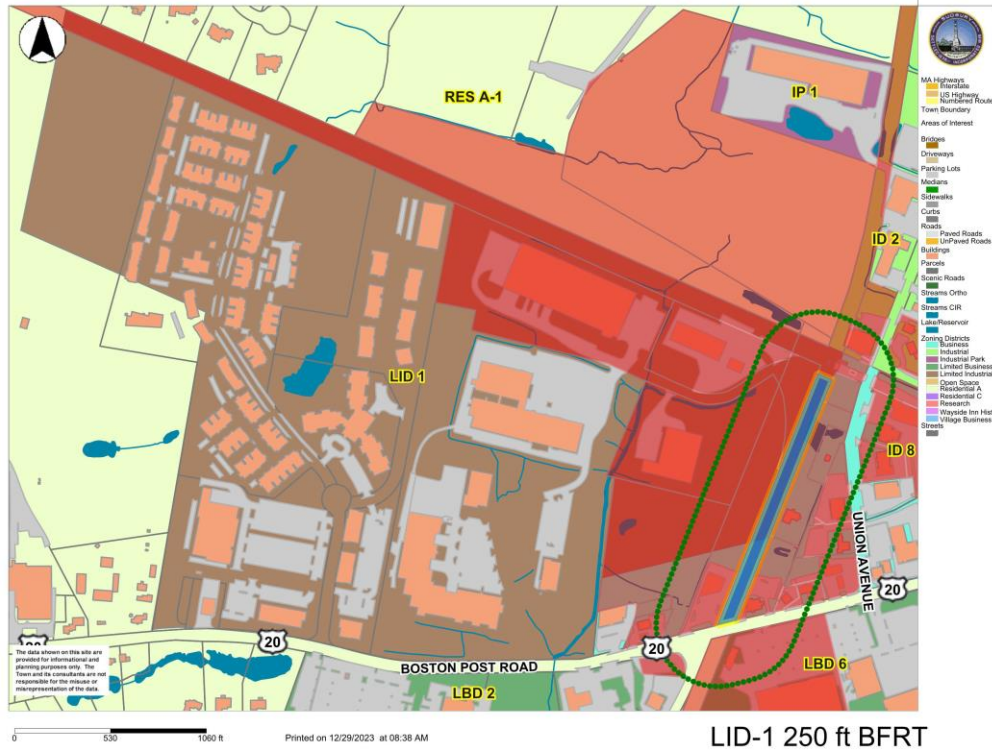 RES A-1
IP 1
ID 2
LID 1
ID 8
UNION AVENUE
20
20
20
BOSTON POST ROAD
LBD 2
LBD 6
The data shown on this site are
provided for informational and
planning purposes only. The
Town and its consultants are not
responsible for the misuse or
misrepresentation of the data.
0 530 1060 ft
Printed on 12/29/2023 at 08:38 AM
LID-1 250 ft BFRT
SUDBURY
MA Highways
Interstate
US Highway
Numbered Route
Town Boundary
Areas of Interest
Bridges
Driveways
Parking Lots
Medians
Sidewalks
Curbs
Roads
Paved Roads
UnPaved Roads
Buildings
Parcels
Scenic Roads
Streams Ortho
Streams CIR
Lake/Reservoir
Zoning Districts
Business
Industrial
Industrial Park
Limited Business
Limited Industrial
Open Space
Residential A
Residential C
Research
Wayside Inn Hist
Village Business
Streets